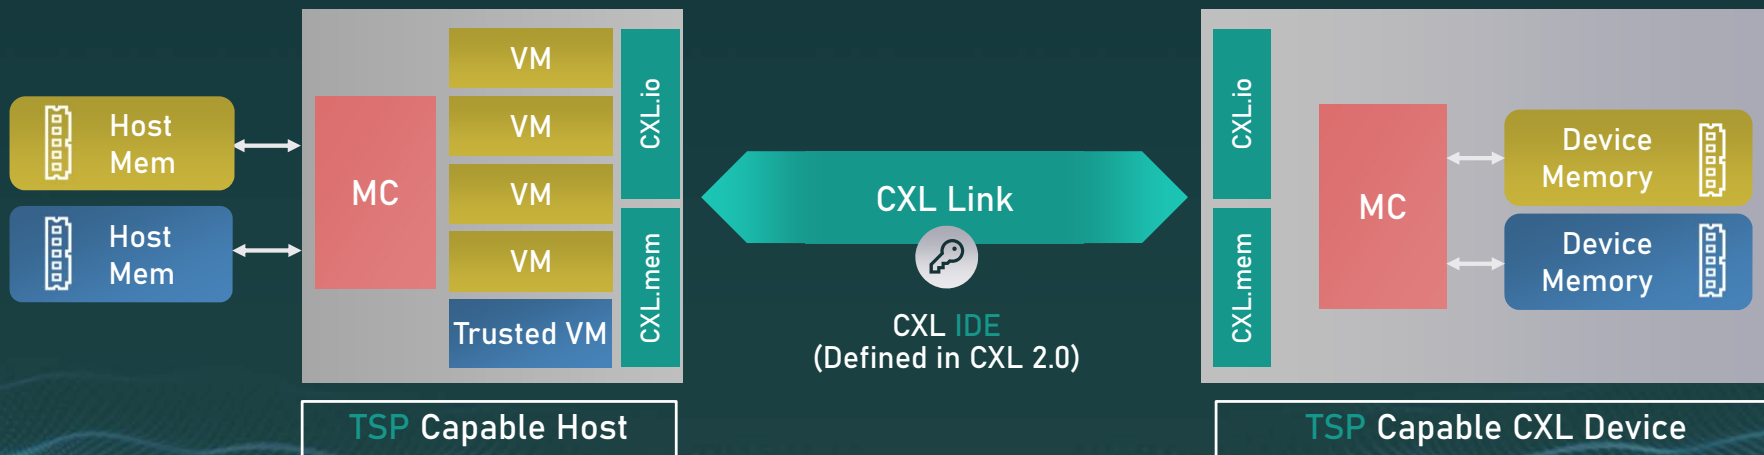 Host
Mem
Host
Mem
MC
VM
VM
VM
VM
Trusted VM
CXL.io
CXL.mem
CXL Link
CXL IDE
(Defined in CXL 2.0)
CXL.io
CXL.mem
MC
Device
Memory
Device
Memory
TSP Capable Host
TSP Capable CXL Device